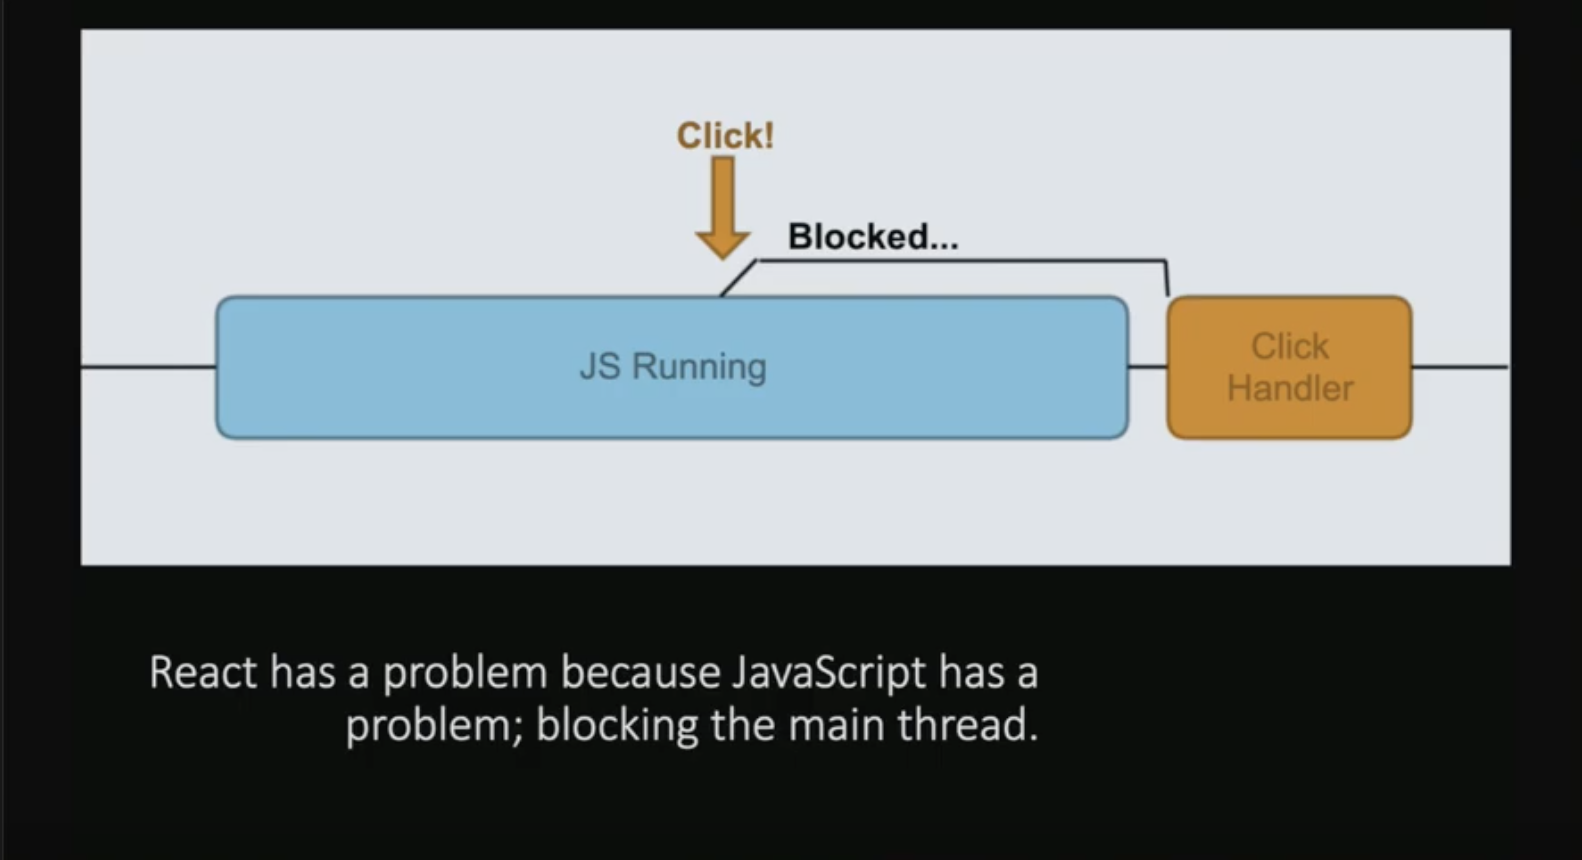 Click!
Blocked...
JS Running
Click
Handler
React has a problem because JavaScript has a
problem; blocking the main thread.